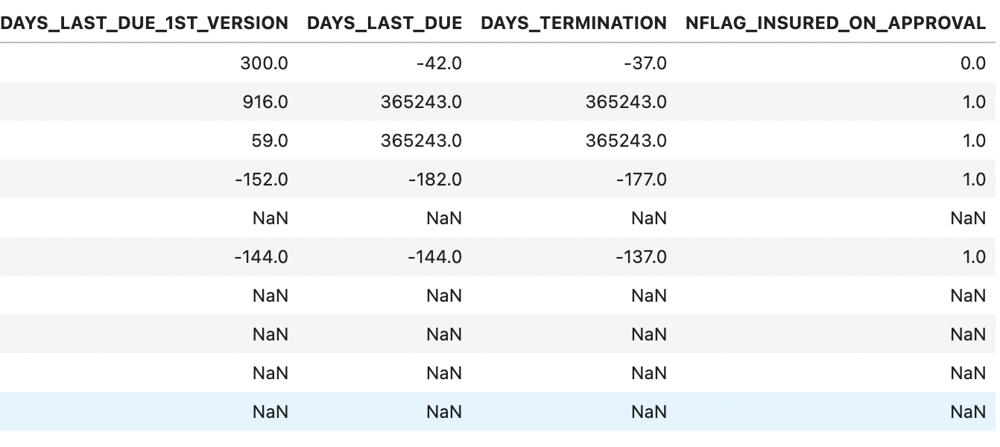 DAYS_LAST_DUE_1ST_VERSION DAYS_LAST_DUE DAYS_TERMINATION NFLAG_INSURED_ON_APPROVAL
300.0 -42.0 -37.0 0.0
916.0 365243.0 365243.0 1.0
59.0 365243.0 365243.0 1.0
-152.0 -182.0 -177.0 1.0
NaN NaN NaN NaN
-144.0 -144.0 -137.0 1.0
NaN NaN NaN NaN
NaN NaN NaN NaN
NaN NaN NaN NaN
NaN NaN NaN NaN